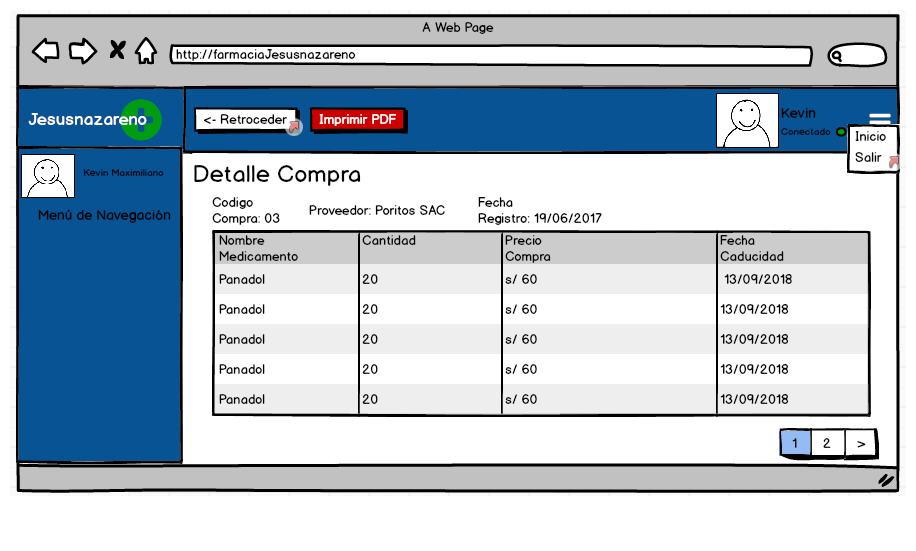 A Web Page
http://farmaciaJesusnazareno
Jesusnazareno
<- Retroceder
Imprimir PDF
Kevin
Conectado
Inicio
Salir
Kevin Maximiliano
Menú de Navegación
Detalle Compra
Codigo
Compra: 03
Proveedor: Poritos SAC
Fecha
Registro: 19/06/2017
Nombre
Medicamento
Cantidad
Precio
Compra
Fecha
Caducidad
Panadol 20 s/ 60 13/09/2018
Panadol 20 s/ 60 13/09/2018
Panadol 20 s/ 60 13/09/2018
Panadol 20 s/ 60 13/09/2018
Panadol 20 s/ 60 13/09/2018
1 2 >